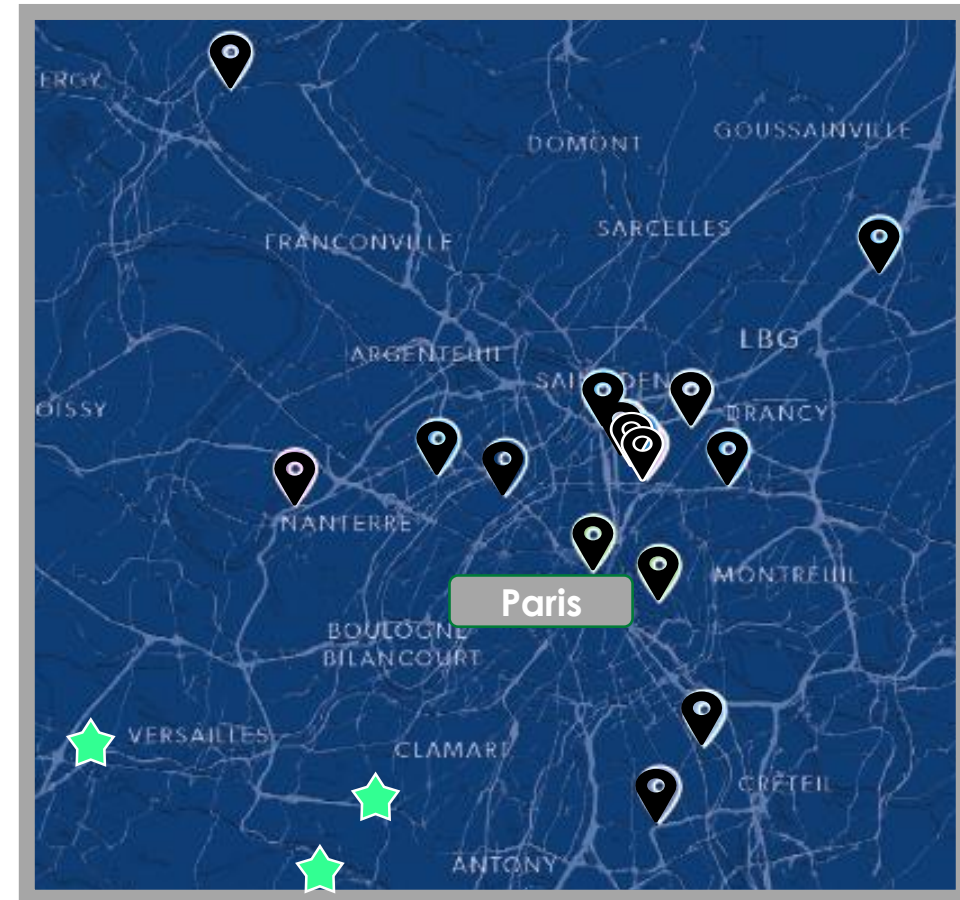 ERGY
DOMONT
GOUSSAINVILLE
FRANCONVILLE
SARCELLES
LBG
ARGENTEUIL
OISSY
DRANCY
NANTERRE
MONTREUIL
Paris
BOULOGNE
BILANCOURT
VERSAILLES
CLAMART
CRÉTEIL
ANTONY